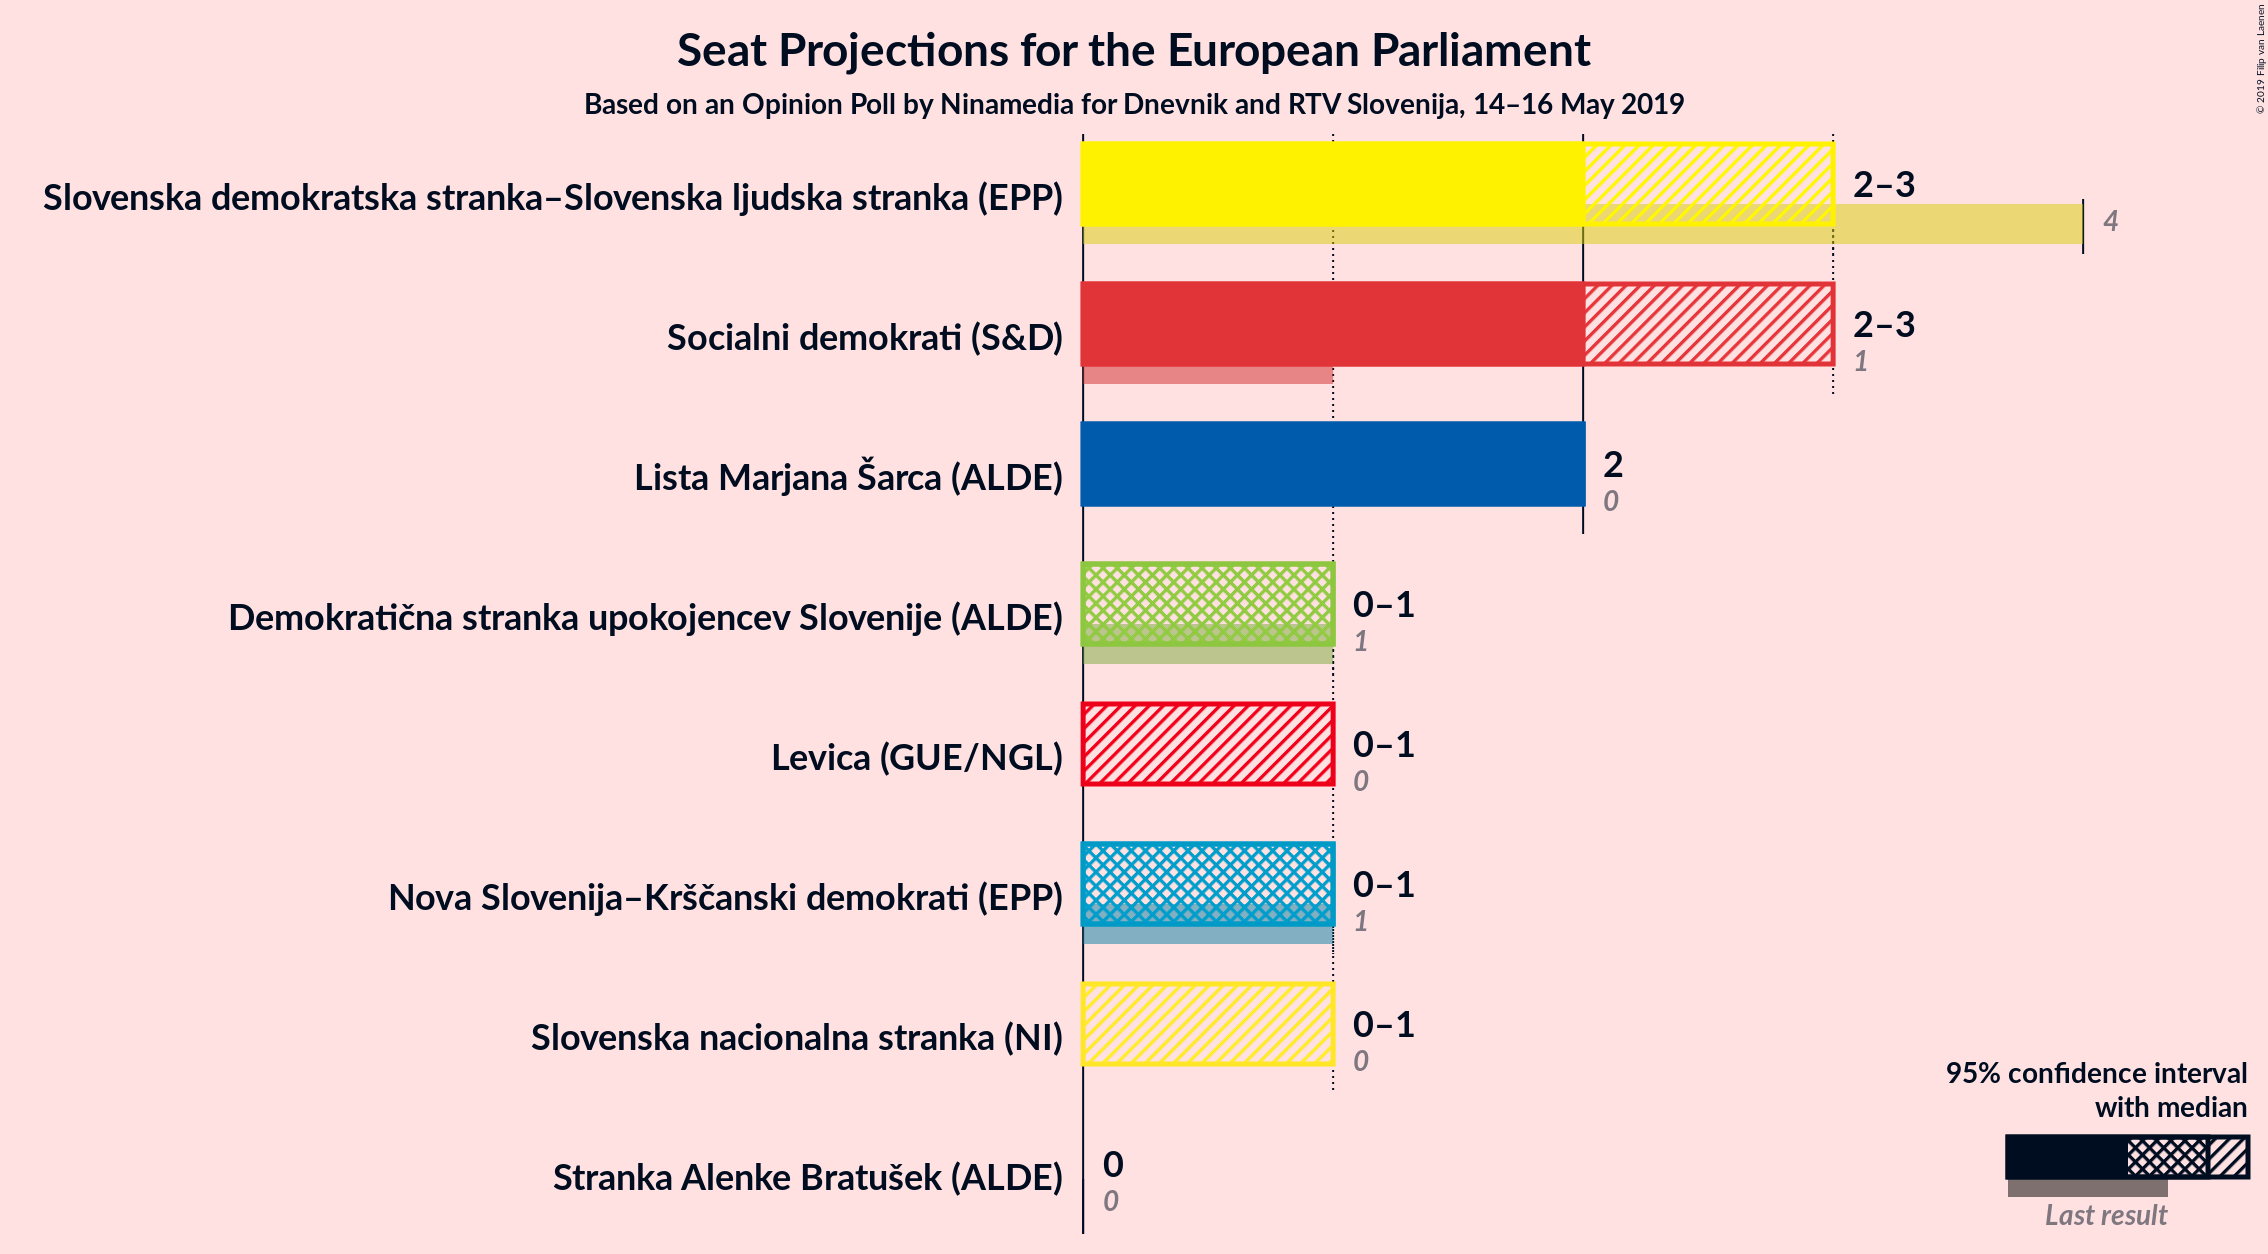 Seat Projections for the European Parliament
Based on an Opinion Poll by Ninamedia for Dnevnik and RTV Slovenija, 14–16 May 2019
© 2019 Filip van Laenen
Slovenska demokratska stranka–Slovenska ljudska stranka (EPP)
2–3
4
Socialni demokrati (S&D)
2–3
1
Lista Marjana Šarca (ALDE)
2
0
Demokratična stranka upokojencev Slovenije (ALDE)
0–1
1
Levica (GUE/NGL)
0–1
0
Nova Slovenija–Krščanski demokrati (EPP)
0–1
1
Slovenska nacionalna stranka (NI)
0–1
0
Stranka Alenke Bratušek (ALDE)
0
0
95% confidence interval
with median
Last result